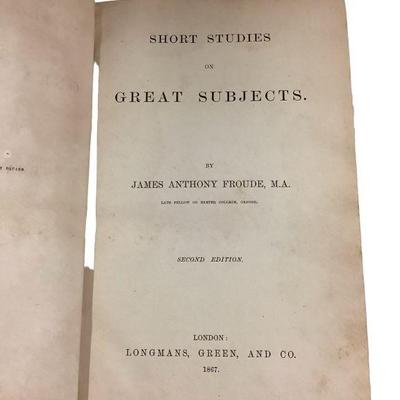 SHORT STUDIES
ON
GREAT SUBJECTS.
BY
JAMES ANTHONY FROUDE, M.A.
LATE FELLOW OF EXETER COLLEGE, OXFORD.
SECOND EDITION.
LONDON:
LONGMANS, GREEN, AND CO.
1867.